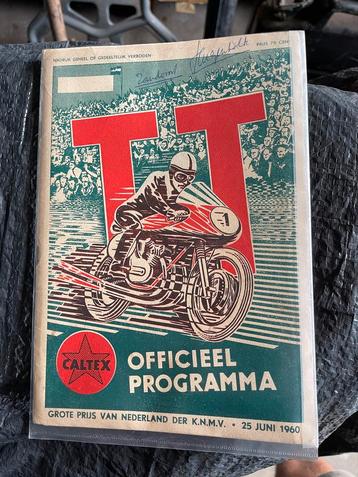 NADRUK GEHEEL OF GEDEELTELIJK VERBODEN
PRIJS 75 CENT
TT
1
CALTEX
OFFICIEEL
PROGRAMMA
GROTE PRIJS VAN NEDERLAND DER K.N.M.V. • 25 JUNI 1960